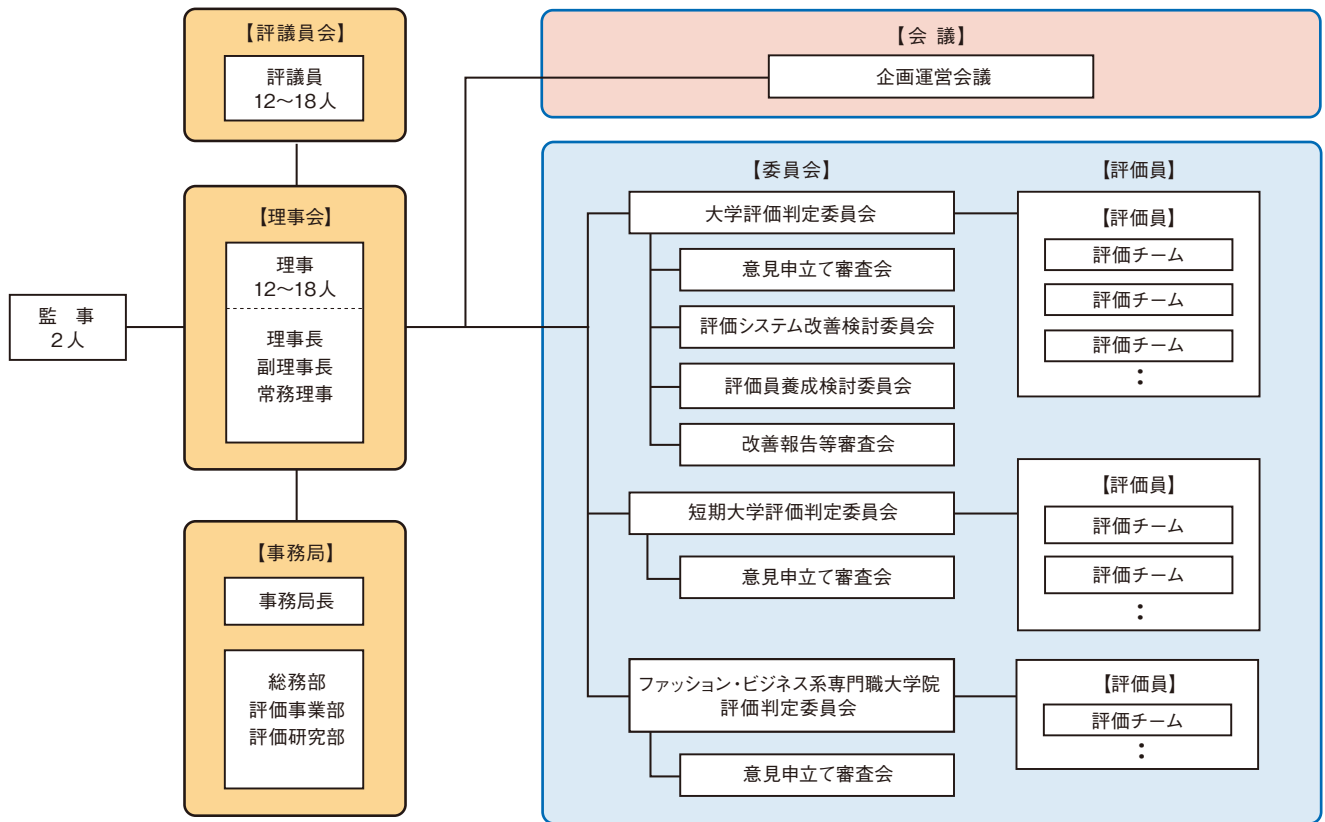 【評議員会】
評議員
12～18人
【理事会】
理事
12～18人
理事長
副理事長
常務理事
監　事
2人
【事務局】
事務局長
総務部
評価事業部
評価研究部
【会 議】
企画運営会議
【委員会】
大学評価判定委員会
意見申立て審査会
評価システム改善検討委員会
評価員養成検討委員会
改善報告等審査会
短期大学評価判定委員会
意見申立て審査会
ファッション・ビジネス系専門職大学院
評価判定委員会
意見申立て審査会
【評価員】
【評価員】
評価チーム
評価チーム
評価チーム
：
【評価員】
評価チーム
評価チーム
：
【評価員】
評価チーム
：